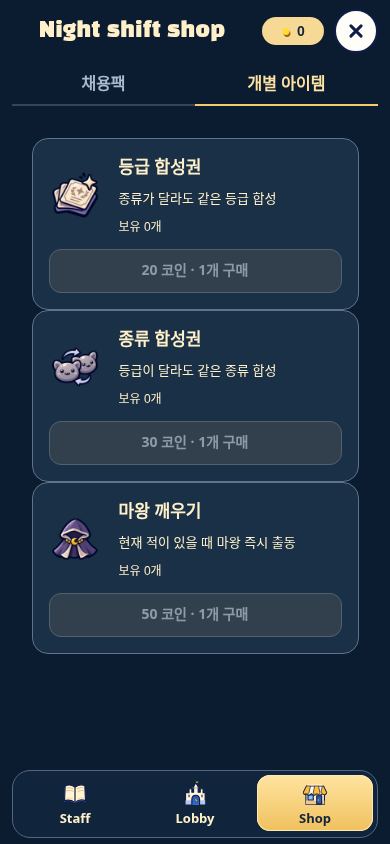 Night shift shop
0
채용팩
개별 아이템
등급 합성권
종류가 달라도 같은 등급 합성
보유 0개
20 코인 · 1개 구매
종류 합성권
등급이 달라도 같은 종류 합성
보유 0개
30 코인 · 1개 구매
마왕 깨우기
현재 적이 있을 때 마왕 즉시 출동
보유 0개
50 코인 · 1개 구매
Staff
Lobby
Shop